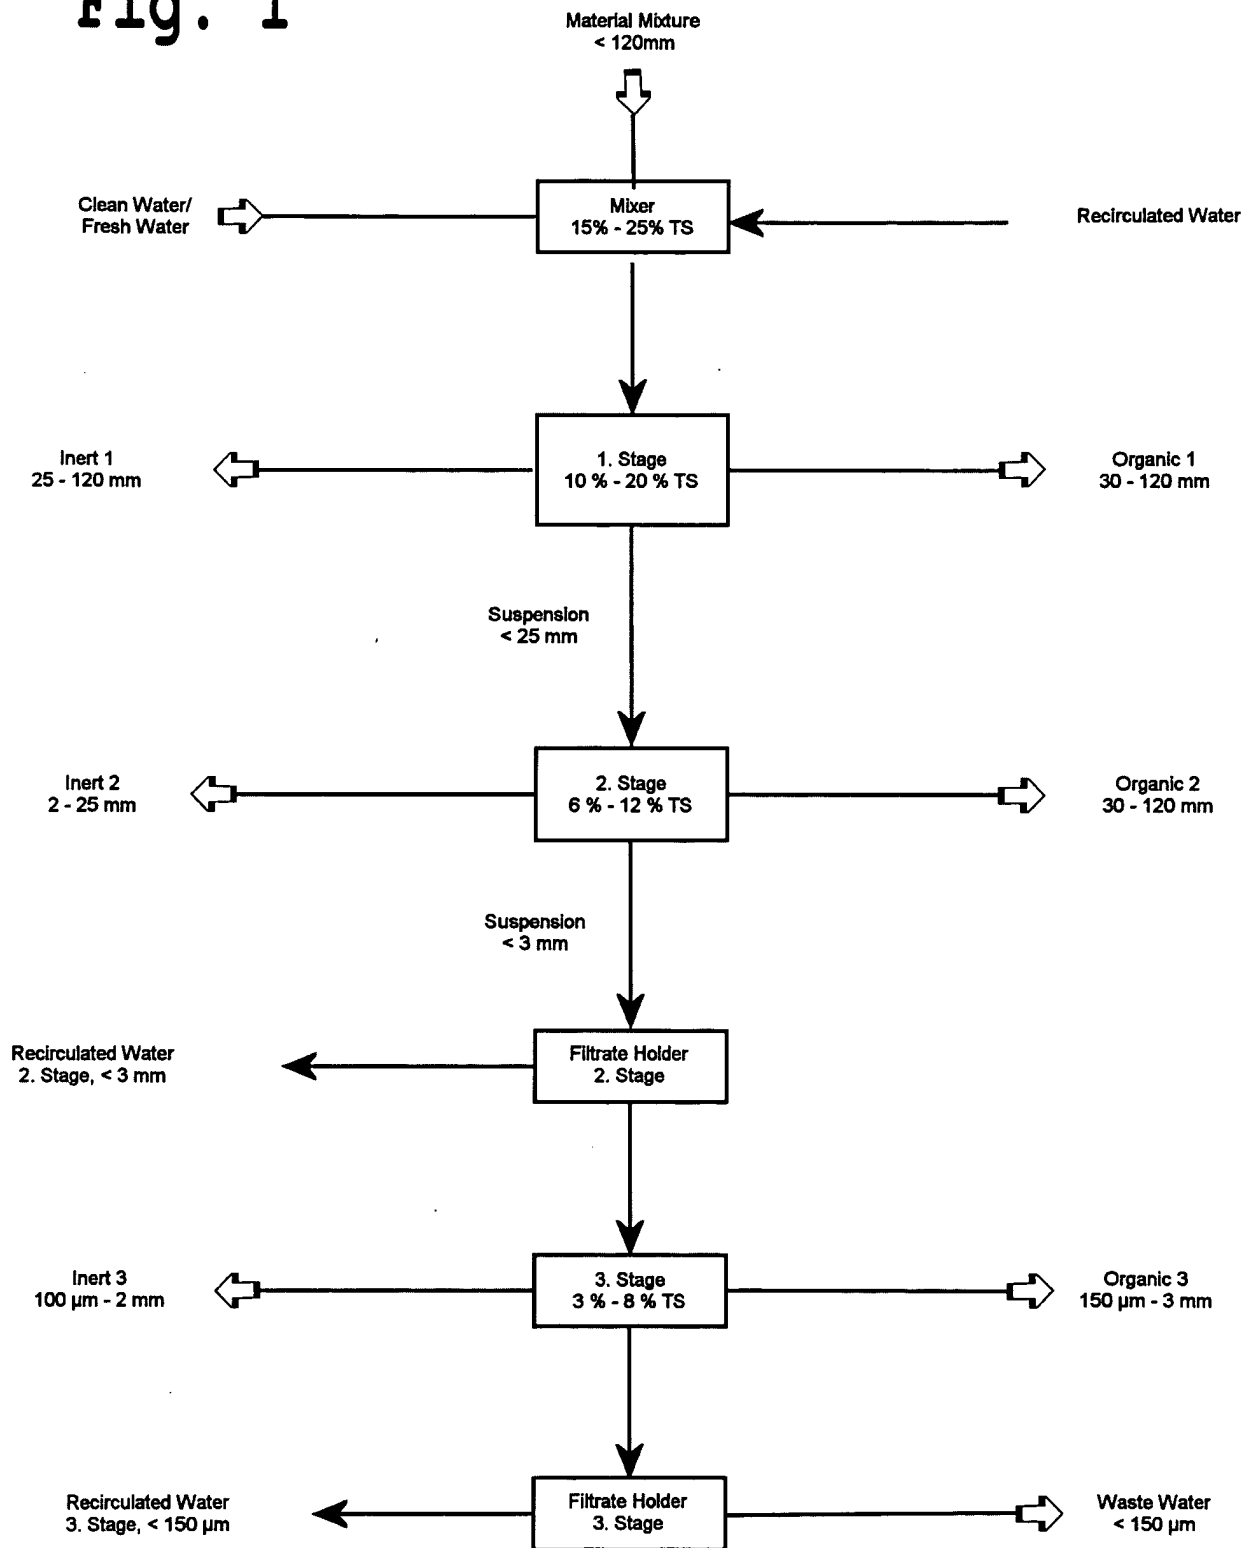 Fig. 1
Material Mixture
< 120mm
Clean Water/
Fresh Water
Mixer
15% - 25% TS
Recirculated Water
Inert 1
25 - 120 mm
1. Stage
10 % - 20 % TS
Organic 1
30 - 120 mm
Suspension
< 25 mm
Inert 2
2 - 25 mm
2. Stage
6 % - 12 % TS
Organic 2
30 - 120 mm
Suspension
< 3 mm
Recirculated Water
2. Stage, < 3 mm
Filtrate Holder
2. Stage
Inert 3
100 µm - 2 mm
3. Stage
3 % - 8 % TS
Organic 3
150 µm - 3 mm
Recirculated Water
3. Stage, < 150 µm
Filtrate Holder
3. Stage
Waste Water
< 150 µm